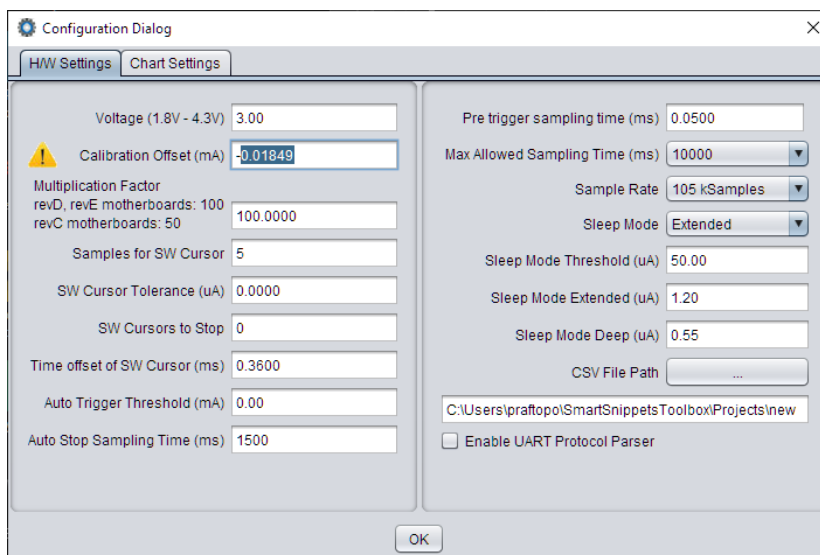 Configuration Dialog
H/W Settings Chart Settings
Voltage (1.8V - 4.3V) 3.00
Calibration Offset (mA) -0.01849
Multiplication Factor
revD, revE motherboards: 100
revC motherboards: 50
100.0000
Samples for SW Cursor 5
SW Cursor Tolerance (uA) 0.0000
SW Cursors to Stop 0
Time offset of SW Cursor (ms) 0.3600
Auto Trigger Threshold (mA) 0.00
Auto Stop Sampling Time (ms) 1500
Pre trigger sampling time (ms) 0.0500
Max Allowed Sampling Time (ms) 10000
Sample Rate 105 kSamples
Sleep Mode Extended
Sleep Mode Threshold (uA) 50.00
Sleep Mode Extended (uA) 1.20
Sleep Mode Deep (uA) 0.55
CSV File Path ...
C:\Users\praftopo\SmartSnippetsToolbox\Projects\new
Enable UART Protocol Parser
OK